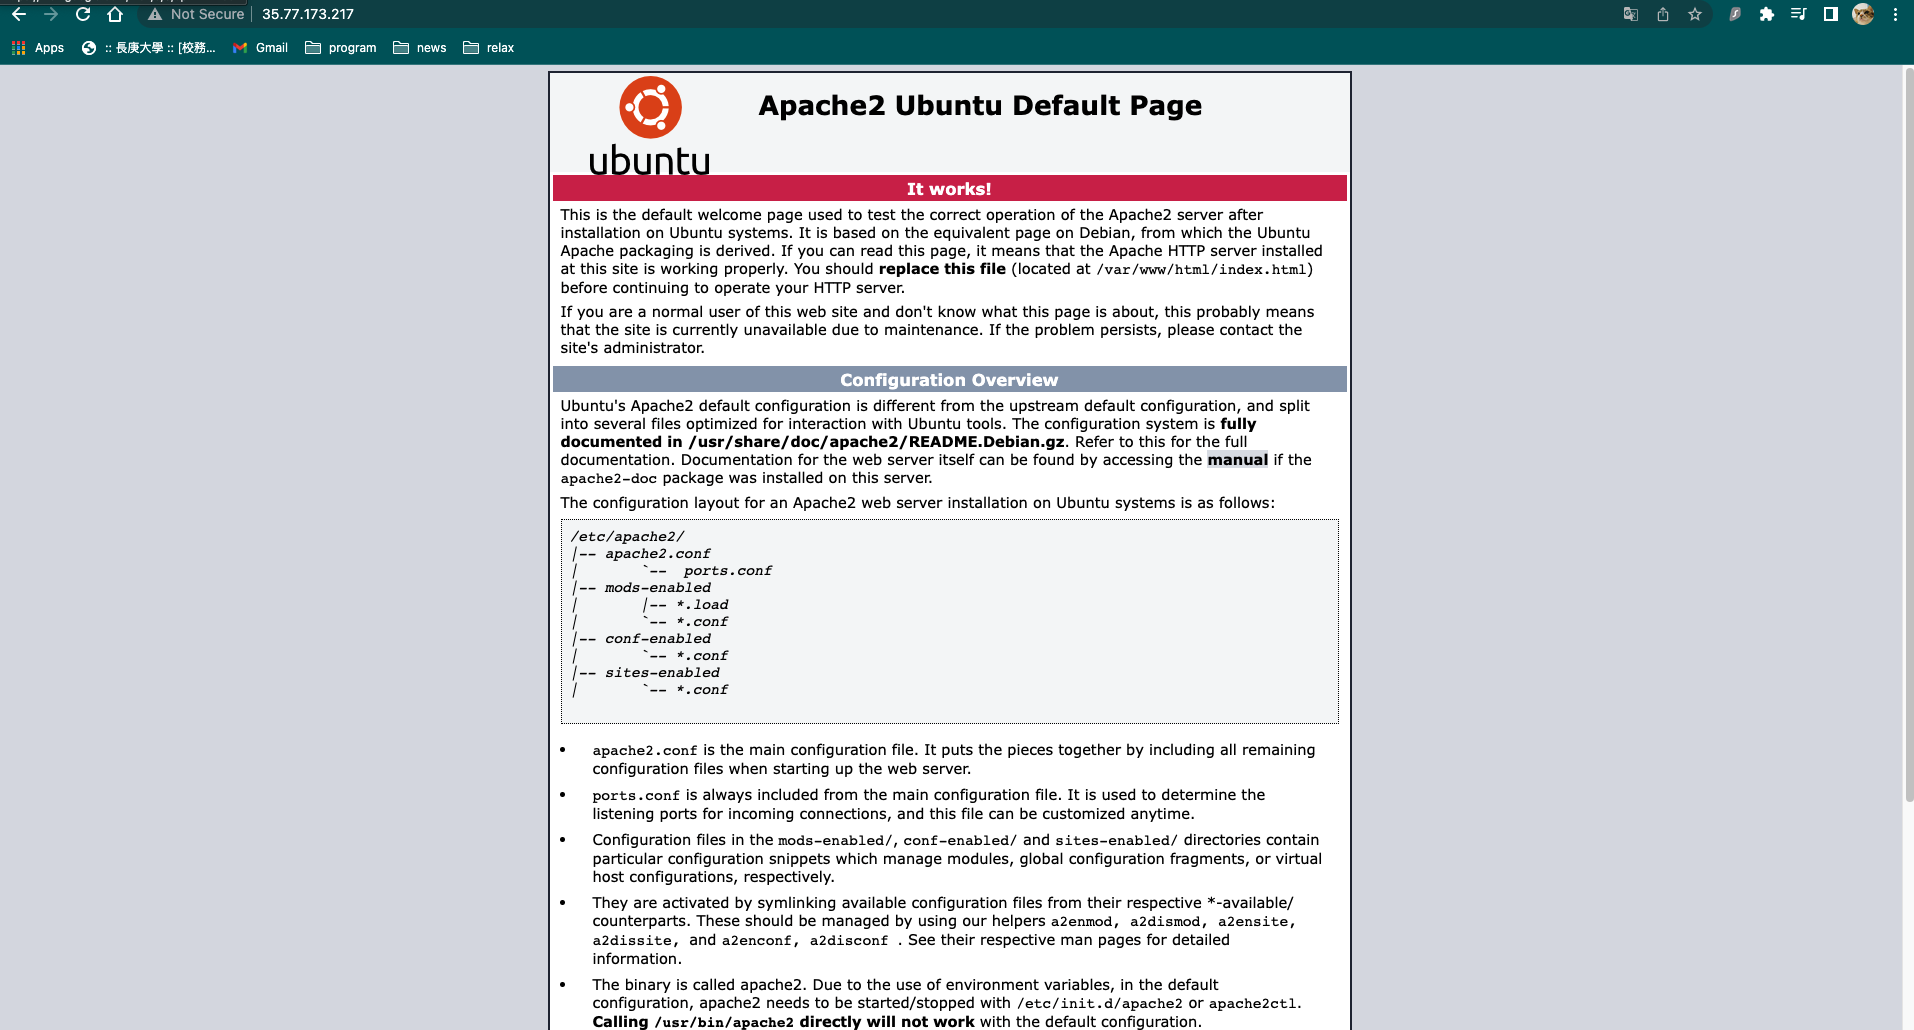 Not Secure | 35.77.173.217
Apps :: 長庚大學 :: [校務... Gmail program news relax
ubuntu
Apache2 Ubuntu Default Page
It works!
This is the default welcome page used to test the correct operation of the Apache2 server after
installation on Ubuntu systems. It is based on the equivalent page on Debian, from which the Ubuntu
Apache packaging is derived. If you can read this page, it means that the Apache HTTP server installed
at this site is working properly. You should replace this file (located at /var/www/html/index.html)
before continuing to operate your HTTP server.
If you are a normal user of this web site and don't know what this page is about, this probably means
that the site is currently unavailable due to maintenance. If the problem persists, please contact the
site's administrator.
Configuration Overview
Ubuntu's Apache2 default configuration is different from the upstream default configuration, and split
into several files optimized for interaction with Ubuntu tools. The configuration system is fully
documented in /usr/share/doc/apache2/README.Debian.gz. Refer to this for the full
documentation. Documentation for the web server itself can be found by accessing the manual if the
apache2-doc package was installed on this server.
The configuration layout for an Apache2 web server installation on Ubuntu systems is as follows:
/etc/apache2/
|-- apache2.conf
|       `--  ports.conf
|-- mods-enabled
|       |-- *.load
|       `-- *.conf
|-- conf-enabled
|       `-- *.conf
|-- sites-enabled
|       `-- *.conf
• apache2.conf is the main configuration file. It puts the pieces together by including all remaining
configuration files when starting up the web server.
• ports.conf is always included from the main configuration file. It is used to determine the
listening ports for incoming connections, and this file can be customized anytime.
• Configuration files in the mods-enabled/, conf-enabled/ and sites-enabled/ directories contain
particular configuration snippets which manage modules, global configuration fragments, or virtual
host configurations, respectively.
• They are activated by symlinking available configuration files from their respective *-available/
counterparts. These should be managed by using our helpers a2enmod, a2dismod, a2ensite,
a2dissite, and a2enconf, a2disconf . See their respective man pages for detailed
information.
• The binary is called apache2. Due to the use of environment variables, in the default
configuration, apache2 needs to be started/stopped with /etc/init.d/apache2 or apache2ctl.
Calling /usr/bin/apache2 directly will not work with the default configuration.